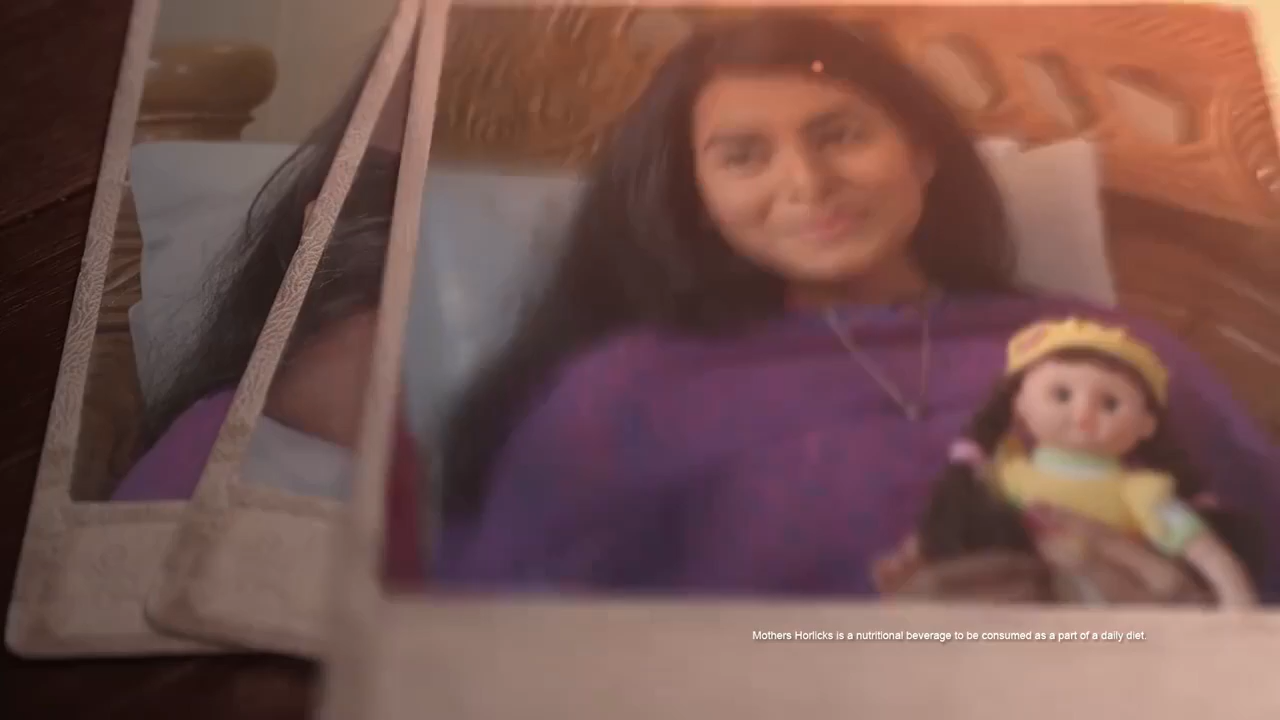 Mothers Horlicks is a nutritional beverage to be consumed as a part of a daily diet.